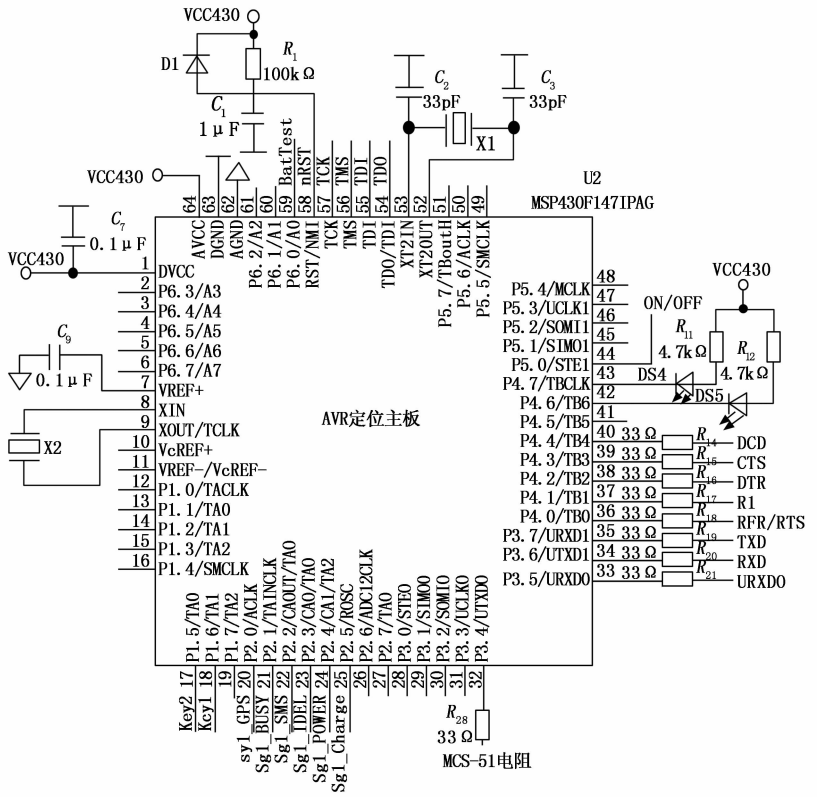 VCC430
D1
R1
100kΩ
C1
1μF
C2
33pF
C3
33pF
X1
BatTest
nRST
TCK
TMS
TDI
TDO
VCC430
64 63 62 61 60 59 58 57 56 55 54 53 52 51 50 49
U2
MSP430F147IPAG
AVCC
DGND
AGND
P6.2/A2
P6.1/A1
P6.0/A0
RST/NMI
TCK
TMS
TDI
TDO/TDI
XT2IN
XT2OUT
P5.7/TBoutH
P5.6/ACLK
P5.5/SMCLK
C7
0.1μF
VCC430
1 DVCC
2 P6.3/A3
3 P6.4/A4
4 P6.5/A5
5 P6.6/A6
6 P6.7/A7
7 VREF+
8 XIN
9 XOUT/TCLK
10 VcREF+
11 VREF-/VcREF-
12 P1.0/TACLK
13 P1.1/TA0
14 P1.2/TA1
15 P1.3/TA2
16 P1.4/SMCLK
C9
0.1μF
X2
AVR定位主板
P5.4/MCLK 48
P5.3/UCLK1 47
P5.2/SOMI1 46
P5.1/SIMO1 45
P5.0/STE1 44
P4.7/TBCLK 43
P4.6/TB6 42
P4.5/TB5 41
P4.4/TB4 40 33Ω R14 DCD
P4.3/TB3 39 33Ω R15 CTS
P4.2/TB2 38 33Ω R16 DTR
P4.1/TB1 37 33Ω R17 R1
P4.0/TB0 36 33Ω R18 RFR/RTS
P3.7/URXD1 35 33Ω R19 TXD
P3.6/UTXD1 34 33Ω R20 RXD
P3.5/URXD0 33 33Ω R21 URXD0
VCC430
ON/OFF
R11
4.7kΩ
R12
4.7kΩ
DS4
DS5
P1.5/TA0
P1.6/TA1
P1.7/TA2
P2.0/ACLK
P2.1/TAINCLK
P2.2/CAOUT/TAO
P2.3/CAO/TAO
P2.4/CA1/TA2
P2.5/ROSC
P2.6/ADC12CLK
P2.7/TA0
P3.0/STE0
P3.1/SIMO0
P3.2/SOMIO
P3.3/UCLKO
P3.4/UTXDO
17 18 19 20 21 22 23 24 25 26 27 28 29 30 31 32
Key2
Kcy1
sy1_GPS
Sg1_BUSY
Sg1_SMS
Sg1_IDEL
Sg1_POWER
Sg1_Charge
R28
33Ω
MCS-51电阻